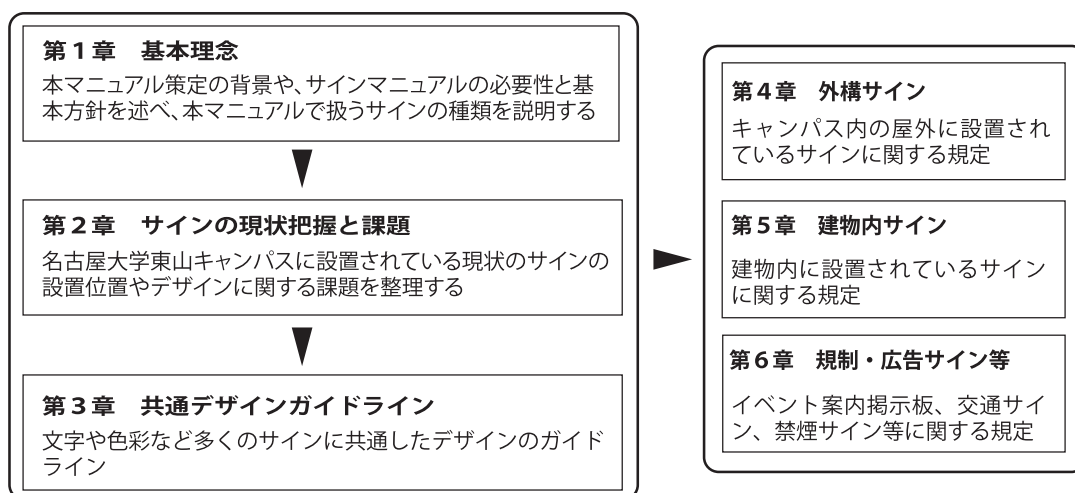 第1章　基本理念
本マニュアル策定の背景や、サインマニュアルの必要性と基
本方針を述べ、本マニュアルで扱うサインの種類を説明する
第2章　サインの現状把握と課題
名古屋大学東山キャンパスに設置されている現状のサインの
設置位置やデザインに関する課題を整理する
第3章　共通デザインガイドライン
文字や色彩など多くのサインに共通したデザインのガイド
ライン
第4章　外構サイン
キャンパス内の屋外に設置され
ているサインに関する規定
第5章　建物内サイン
建物内に設置されているサイン
に関する規定
第6章　規制・広告サイン等
イベント案内掲示板、交通サイ
ン、禁煙サイン等に関する規定